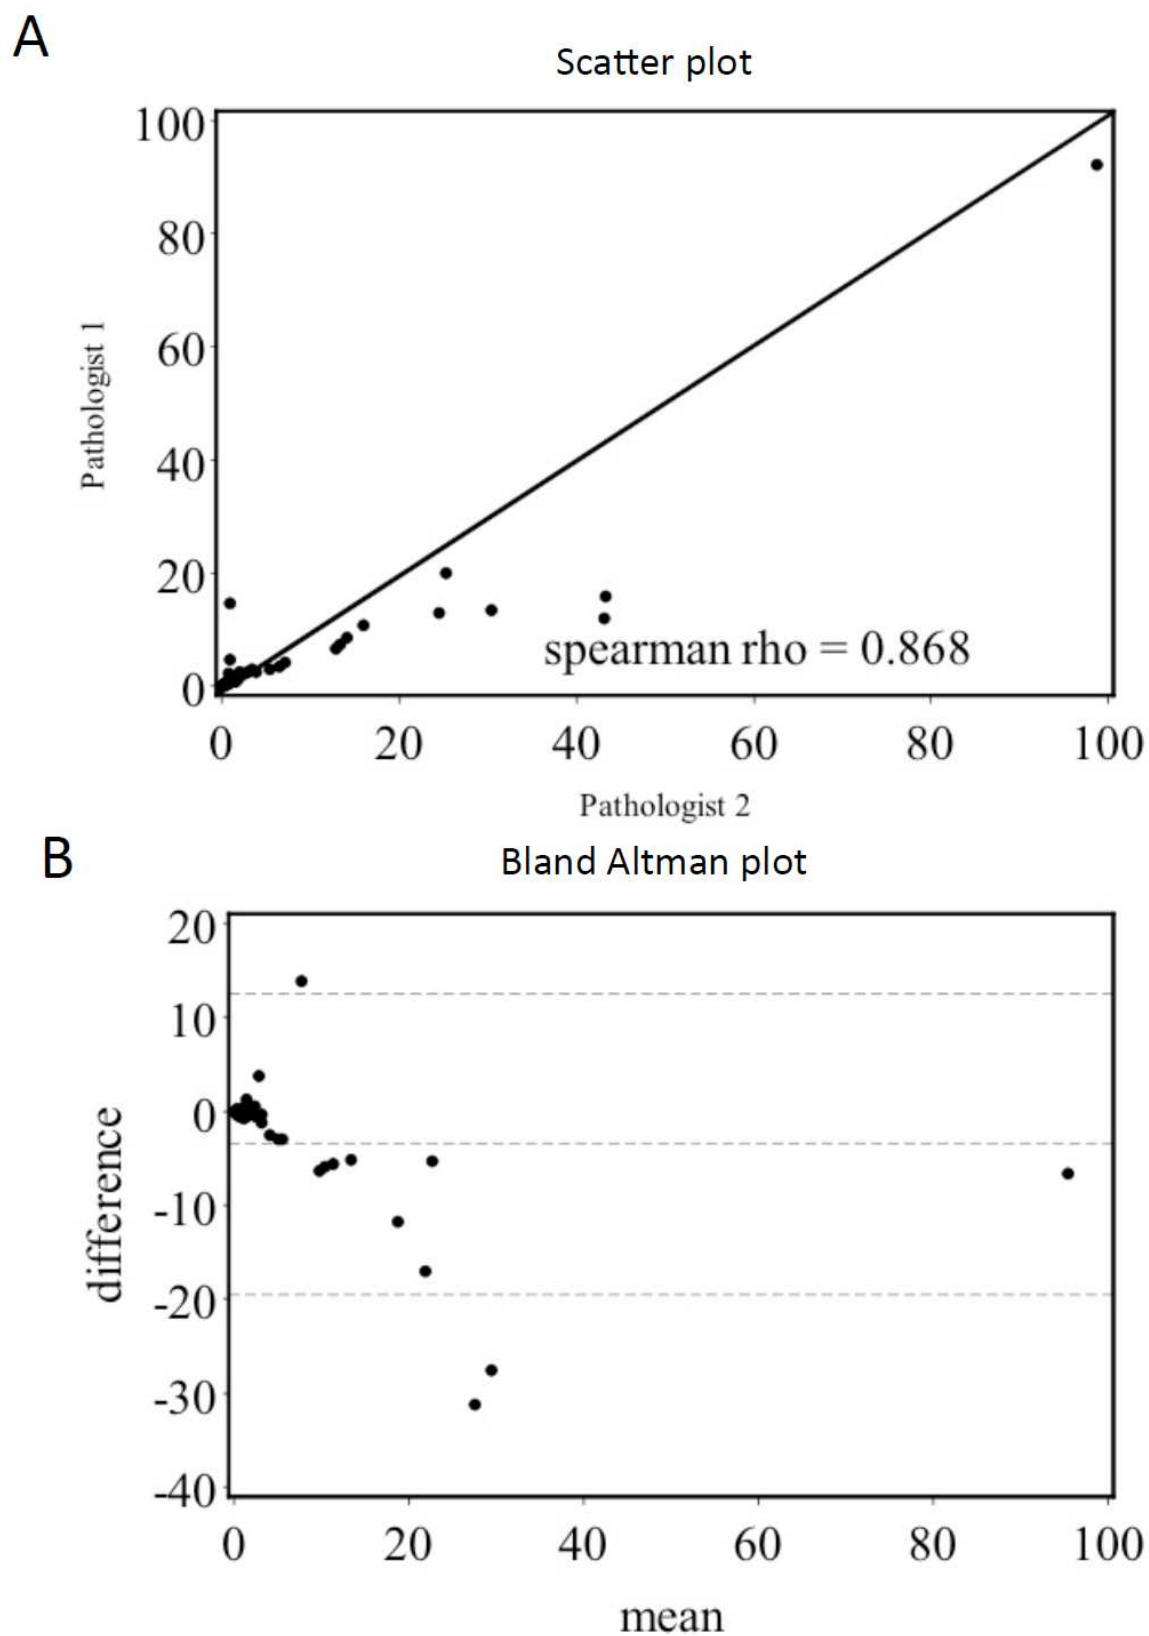 A
Scatter plot
100
80
60
40
20
0
Pathologist 1
spearman rho = 0.868
0 20 40 60 80 100
Pathologist 2
B
Bland Altman plot
20
10
0
-10
-20
-30
-40
difference
0 20 40 60 80 100
mean